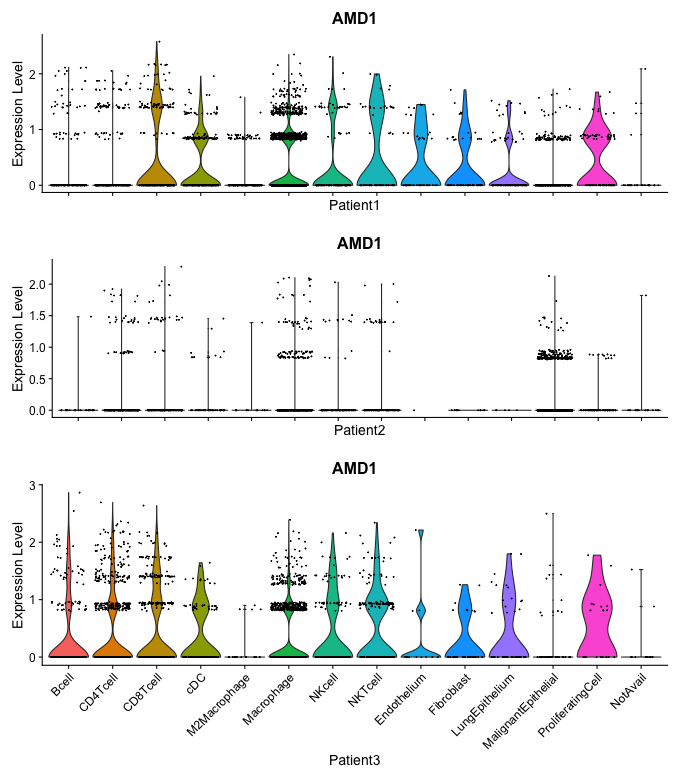 AMD1
Expression Level
2
1
0
Patient1
AMD1
Expression Level
2.0
1.5
1.0
0.5
0.0
Patient2
AMD1
Expression Level
3
2
1
0
Bcell
CD4Tcell
CD8Tcell
cDC
M2Macrophage
Macrophage
NKcell
NKTcell
Endothelium
Fibroblast
LungEpithelium
MalignantEpithelial
ProliferatingCell
NotAvail
Patient3